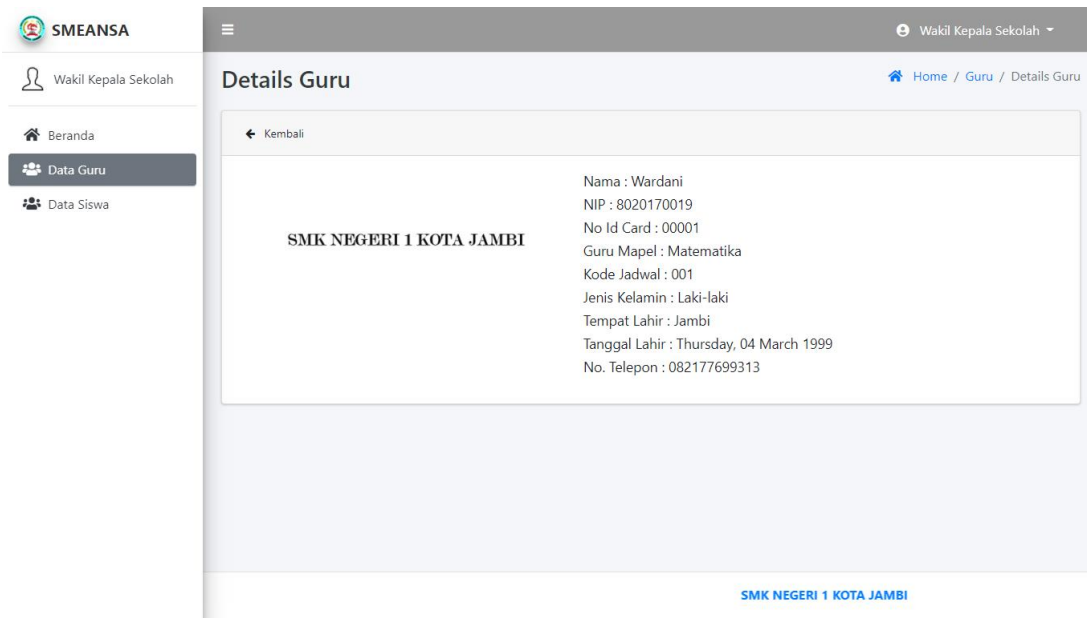 SMEANSA
Wakil Kepala Sekolah
Wakil Kepala Sekolah
Beranda
Data Guru
Data Siswa
Details Guru
Home / Guru / Details Guru
Kembali
SMK NEGERI 1 KOTA JAMBI
Nama : Wardani
NIP : 8020170019
No Id Card : 00001
Guru Mapel : Matematika
Kode Jadwal : 001
Jenis Kelamin : Laki-laki
Tempat Lahir : Jambi
Tanggal Lahir : Thursday, 04 March 1999
No. Telepon : 082177699313
SMK NEGERI 1 KOTA JAMBI